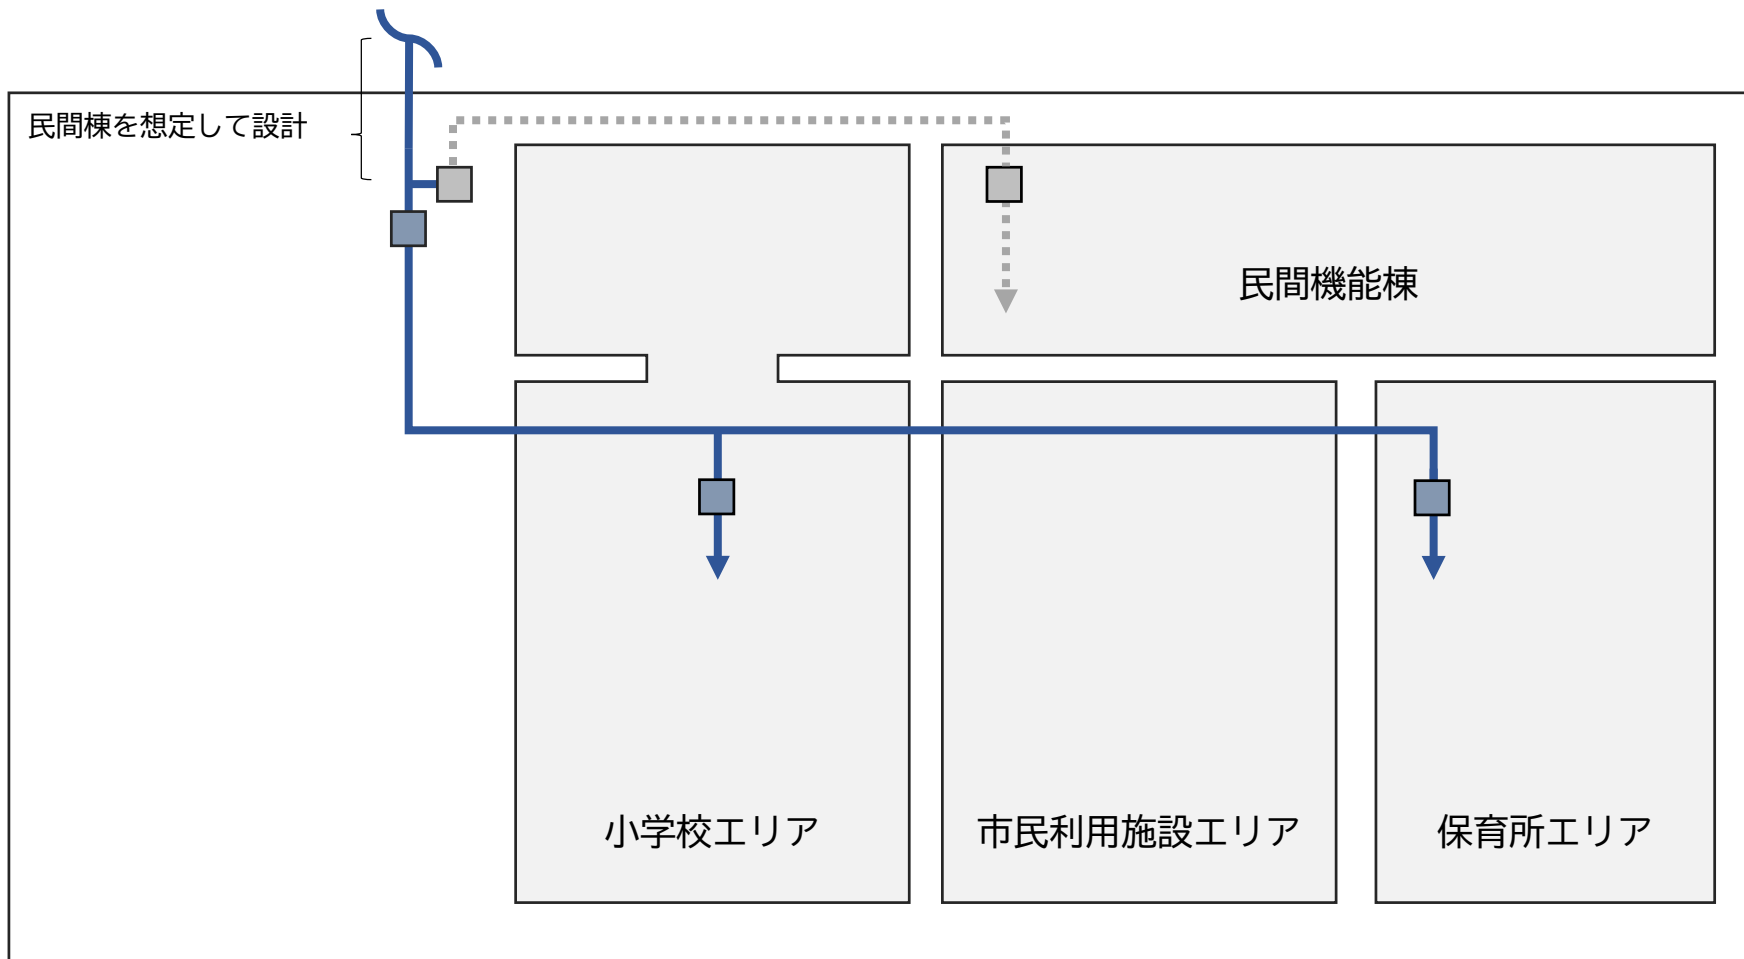 民間棟を想定して設計
民間機能棟
小学校エリア
市民利用施設エリア
保育所エリア